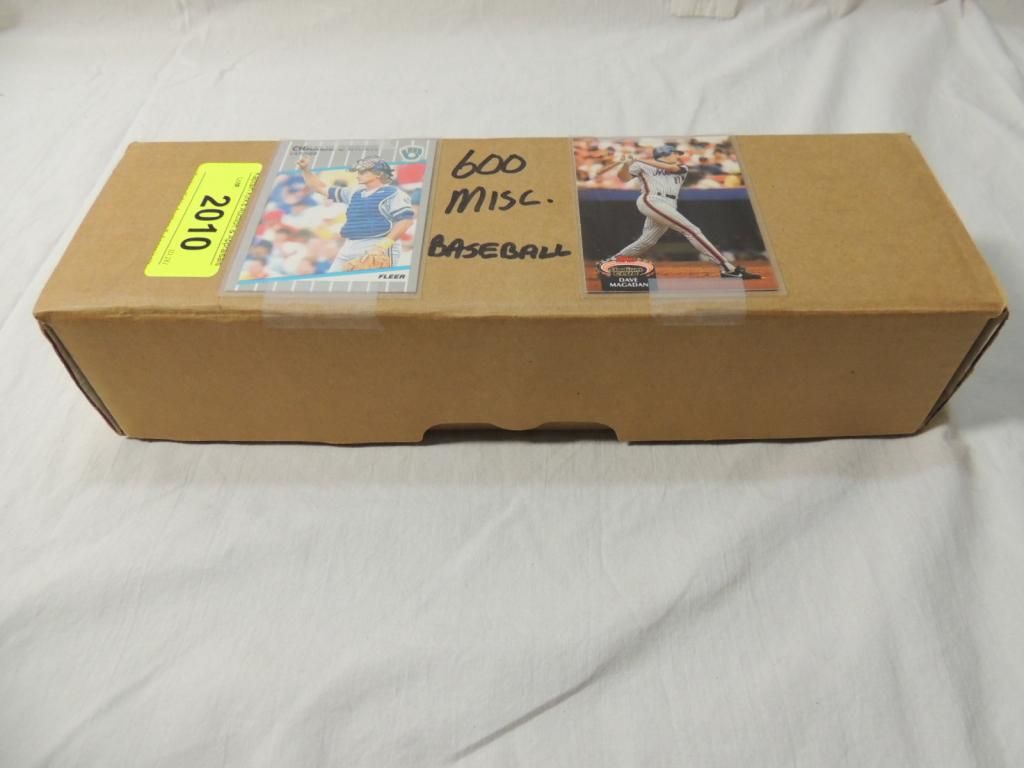 2010
FLEER
600
MISC.
BASEBALL
DAVE
MAGADAN